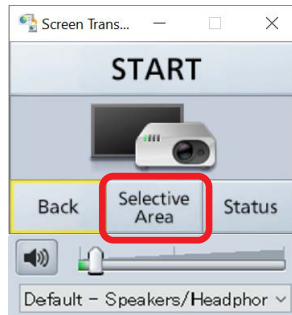 Screen Trans...
START
Back
Selective
Area
Status
Default - Speakers/Headphor